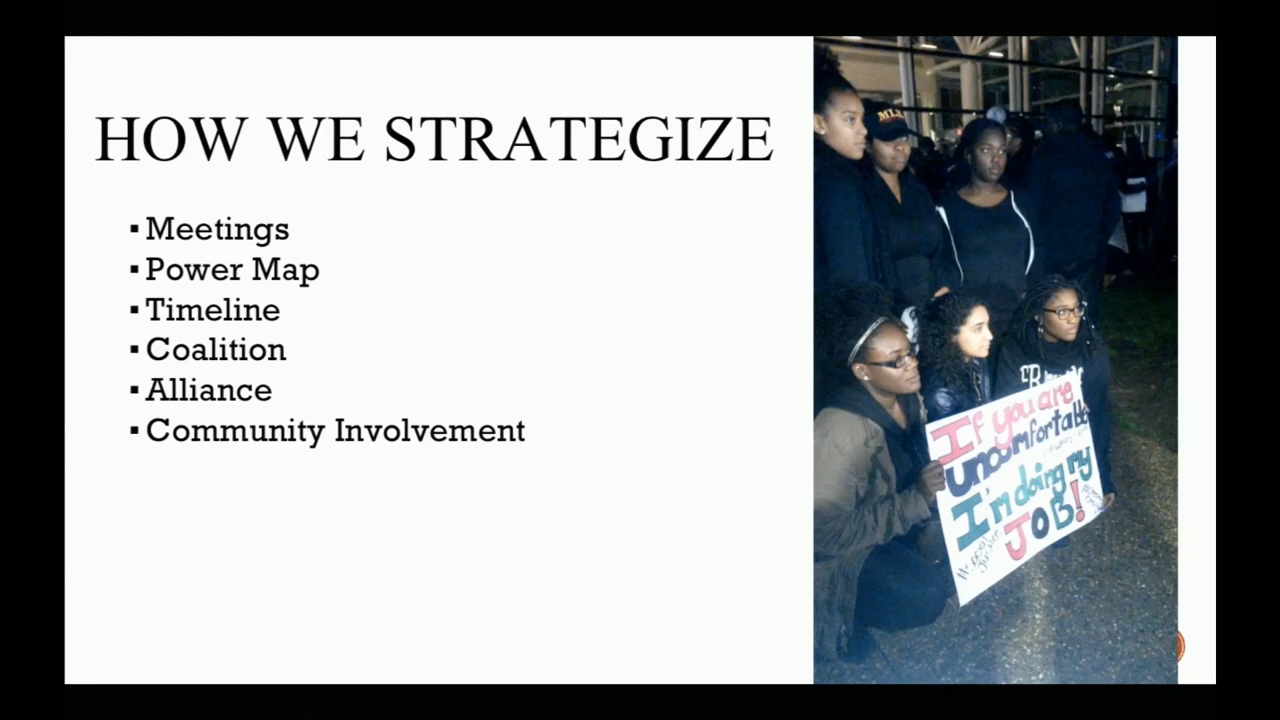 HOW WE STRATEGIZE
▪ Meetings
▪ Power Map
▪ Timeline
▪ Coalition
▪ Alliance
▪ Community Involvement
If you are
uncomfortable
I'm doing my
JOB!